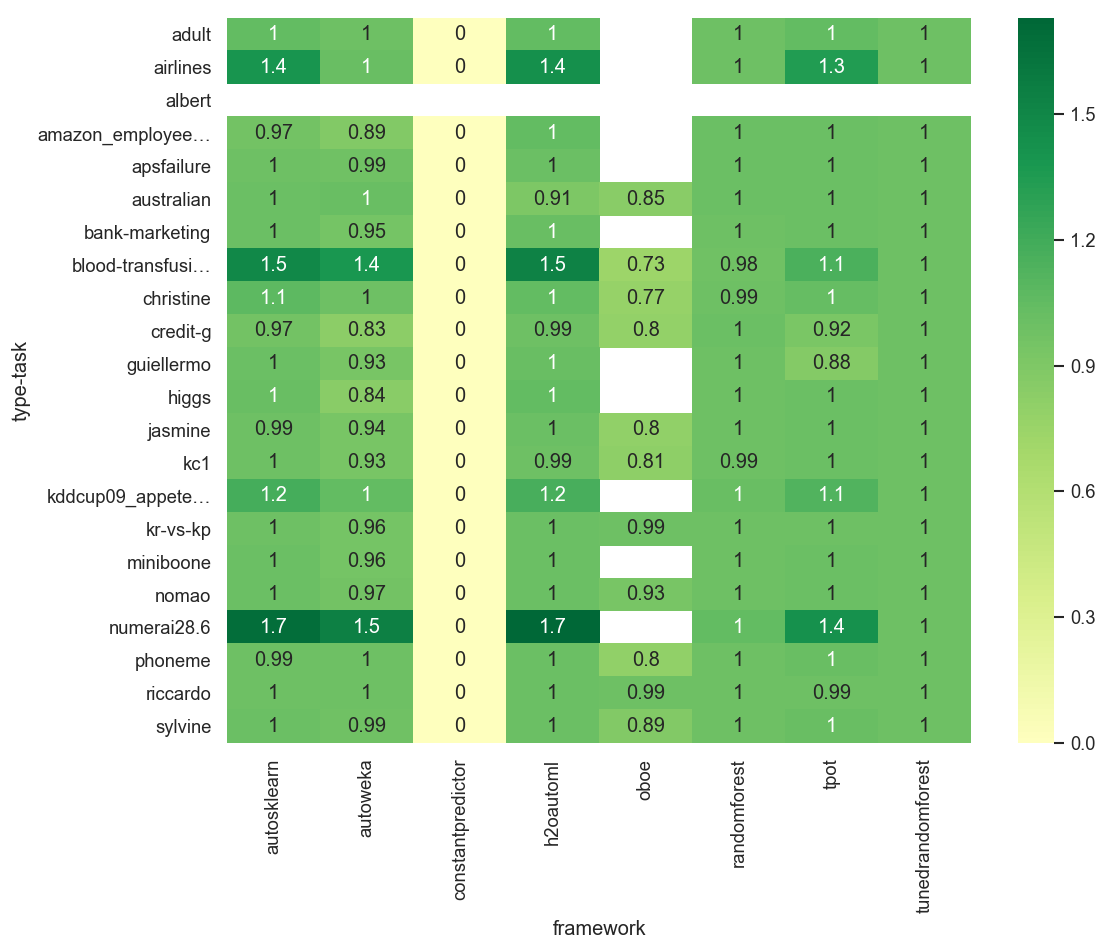 adult 1 1 0 1 1 1 1
airlines 1.4 1 0 1.4 1 1.3 1
albert
amazon_employee… 0.97 0.89 0 1 1 1 1
apsfailure 1 0.99 0 1 1 1 1
australian 1 1 0 0.91 0.85 1 1 1
bank-marketing 1 0.95 0 1 1 1 1
blood-transfusi… 1.5 1.4 0 1.5 0.73 0.98 1.1 1
christine 1.1 1 0 1 0.77 0.99 1 1
credit-g 0.97 0.83 0 0.99 0.8 1 0.92 1
guiellermo 1 0.93 0 1 1 0.88 1
higgs 1 0.84 0 1 1 1 1
jasmine 0.99 0.94 0 1 0.8 1 1 1
kc1 1 0.93 0 0.99 0.81 0.99 1 1
kddcup09_appete… 1.2 1 0 1.2 1 1.1 1
kr-vs-kp 1 0.96 0 1 0.99 1 1 1
miniboone 1 0.96 0 1 1 1 1
nomao 1 0.97 0 1 0.93 1 1 1
numerai28.6 1.7 1.5 0 1.7 1 1.4 1
phoneme 0.99 1 0 1 0.8 1 1 1
riccardo 1 1 0 1 0.99 1 0.99 1
sylvine 1 0.99 0 1 0.89 1 1 1
type-task
autosklearn
autoweka
constantpredictor
h2oautoml
oboe
randomforest
tpot
tunedrandomforest
framework
1.5
1.2
0.9
0.6
0.3
0.0